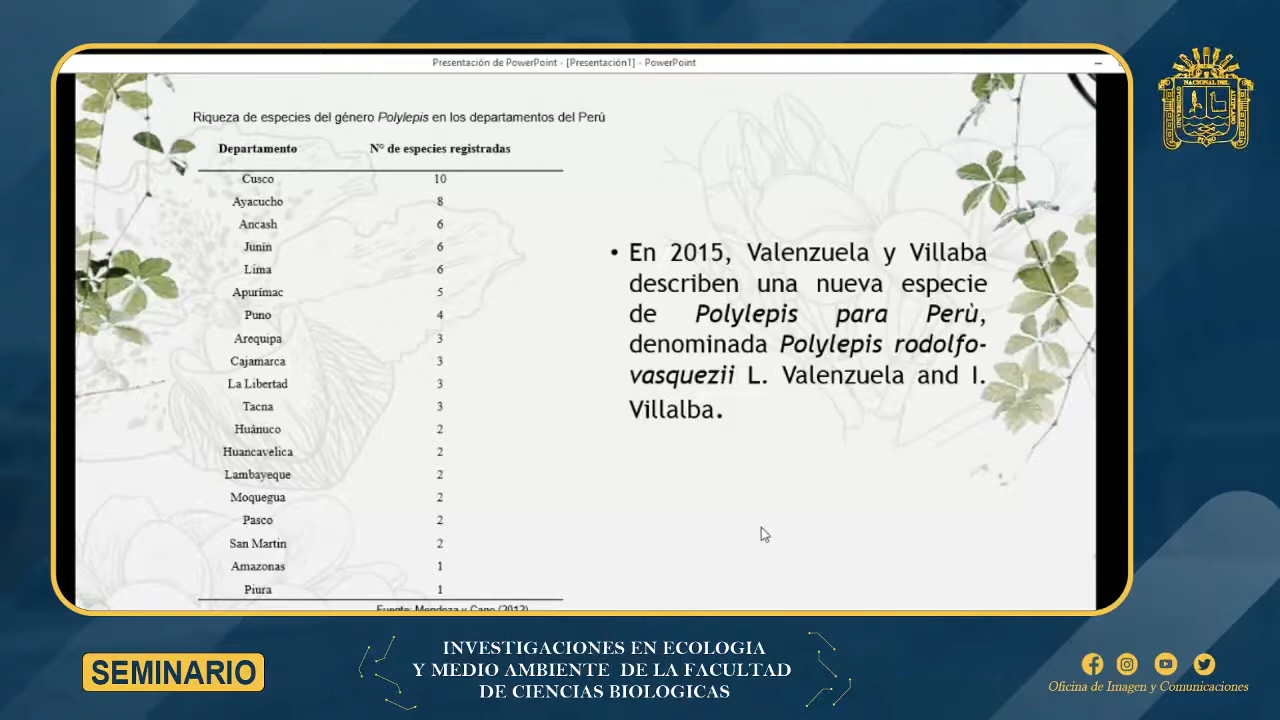 Presentación de PowerPoint - [Presentación1] - PowerPoint
Riqueza de especies del género Polylepis en los departamentos del Perú
Departamento N° de especies registradas
Cusco 10
Ayacucho 8
Ancash 6
Junín 6
Lima 6
Apurímac 5
Puno 4
Arequipa 3
Cajamarca 3
La Libertad 3
Tacna 3
Huánuco 2
Huancavelica 2
Lambayeque 2
Moquegua 2
Pasco 2
San Martin 2
Amazonas 1
Piura 1
Fuente: Mendoza y Cano (2012)
• En 2015, Valenzuela y Villaba
describen una nueva especie
de Polylepis para Perù,
denominada Polylepis rodolfo-
vasquezii L. Valenzuela and I.
Villalba.
NACIONAL DEL
SEMINARIO
INVESTIGACIONES EN ECOLOGIA
Y MEDIO AMBIENTE DE LA FACULTAD
DE CIENCIAS BIOLOGICAS
Oficina de Imagen y Comunicaciones